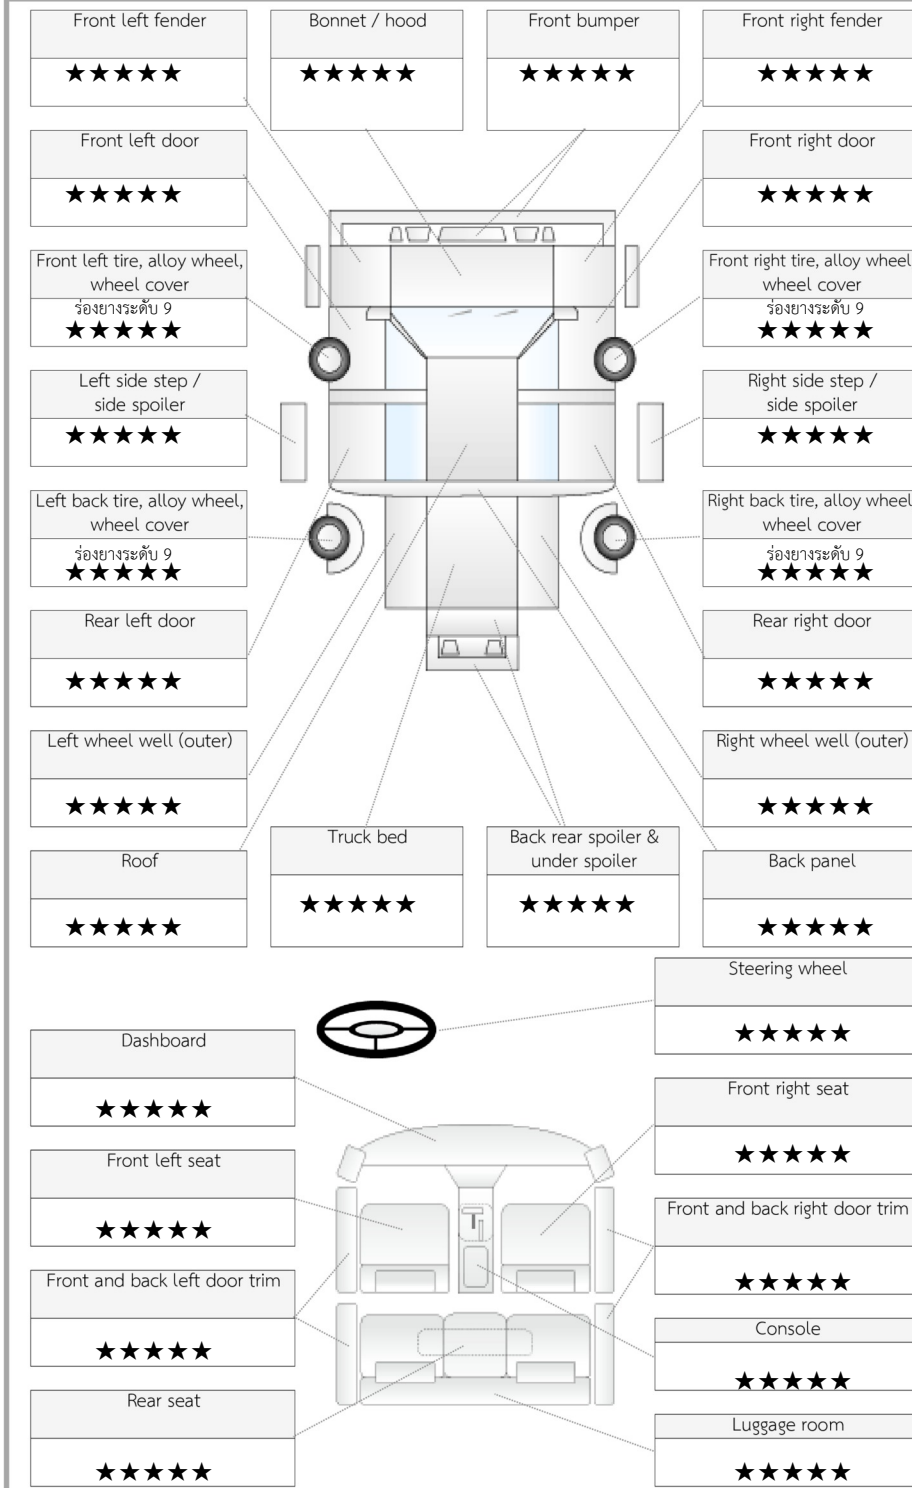 Front left fender
★★★★★
Bonnet / hood
★★★★★
Front bumper
★★★★★
Front right fender
★★★★★
Front left door
★★★★★
Front right door
★★★★★
Front left tire, alloy wheel,
wheel cover
ร่องยางระดับ 9
★★★★★
Front right tire, alloy wheel
wheel cover
ร่องยางระดับ 9
★★★★★
Left side step /
side spoiler
★★★★★
Right side step /
side spoiler
★★★★★
Left back tire, alloy wheel,
wheel cover
ร่องยางระดับ 9
★★★★★
Right back tire, alloy wheel
wheel cover
ร่องยางระดับ 9
★★★★★
Rear left door
★★★★★
Rear right door
★★★★★
Left wheel well (outer)
★★★★★
Right wheel well (outer)
★★★★★
Roof
★★★★★
Truck bed
★★★★★
Back rear spoiler &
under spoiler
★★★★★
Back panel
★★★★★
Steering wheel
★★★★★
Dashboard
★★★★★
Front right seat
★★★★★
Front left seat
★★★★★
Front and back right door trim
★★★★★
Front and back left door trim
★★★★★
Console
★★★★★
Rear seat
★★★★★
Luggage room
★★★★★